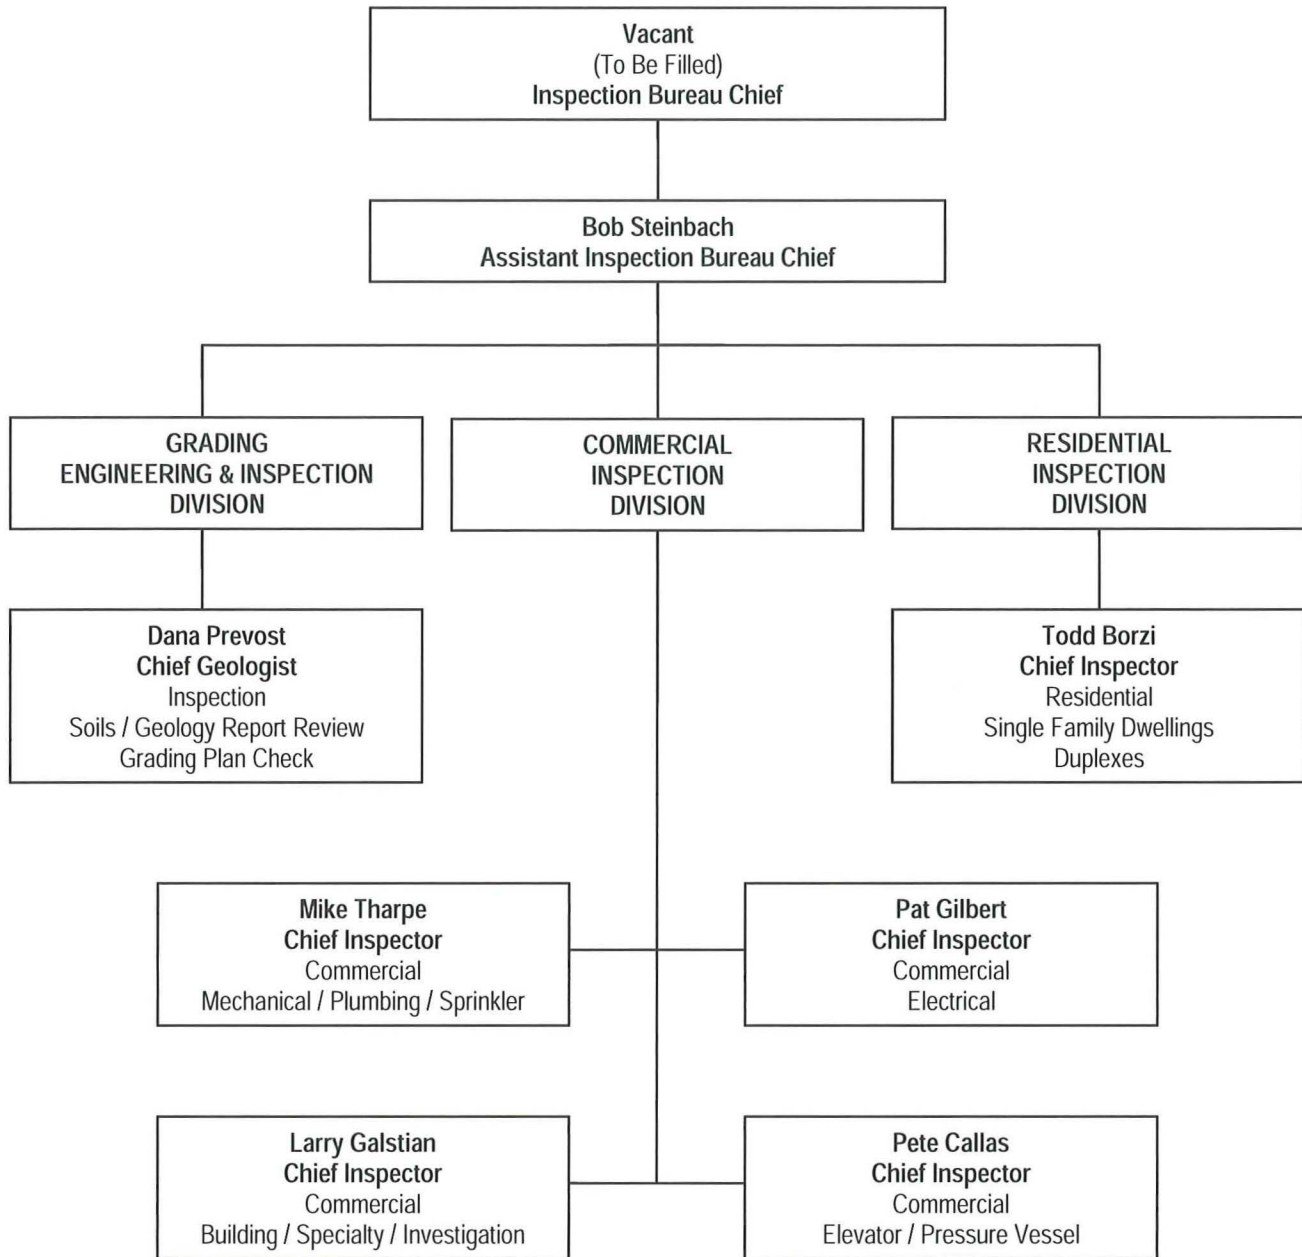 Vacant
(To Be Filled)
Inspection Bureau Chief
Bob Steinbach
Assistant Inspection Bureau Chief
GRADING
ENGINEERING & INSPECTION
DIVISION
COMMERCIAL
INSPECTION
DIVISION
RESIDENTIAL
INSPECTION
DIVISION
Dana Prevost
Chief Geologist
Inspection
Soils / Geology Report Review
Grading Plan Check
Todd Borzi
Chief Inspector
Residential
Single Family Dwellings
Duplexes
Mike Tharpe
Chief Inspector
Commercial
Mechanical / Plumbing / Sprinkler
Pat Gilbert
Chief Inspector
Commercial
Electrical
Larry Galstian
Chief Inspector
Commercial
Building / Specialty / Investigation
Pete Callas
Chief Inspector
Commercial
Elevator / Pressure Vessel